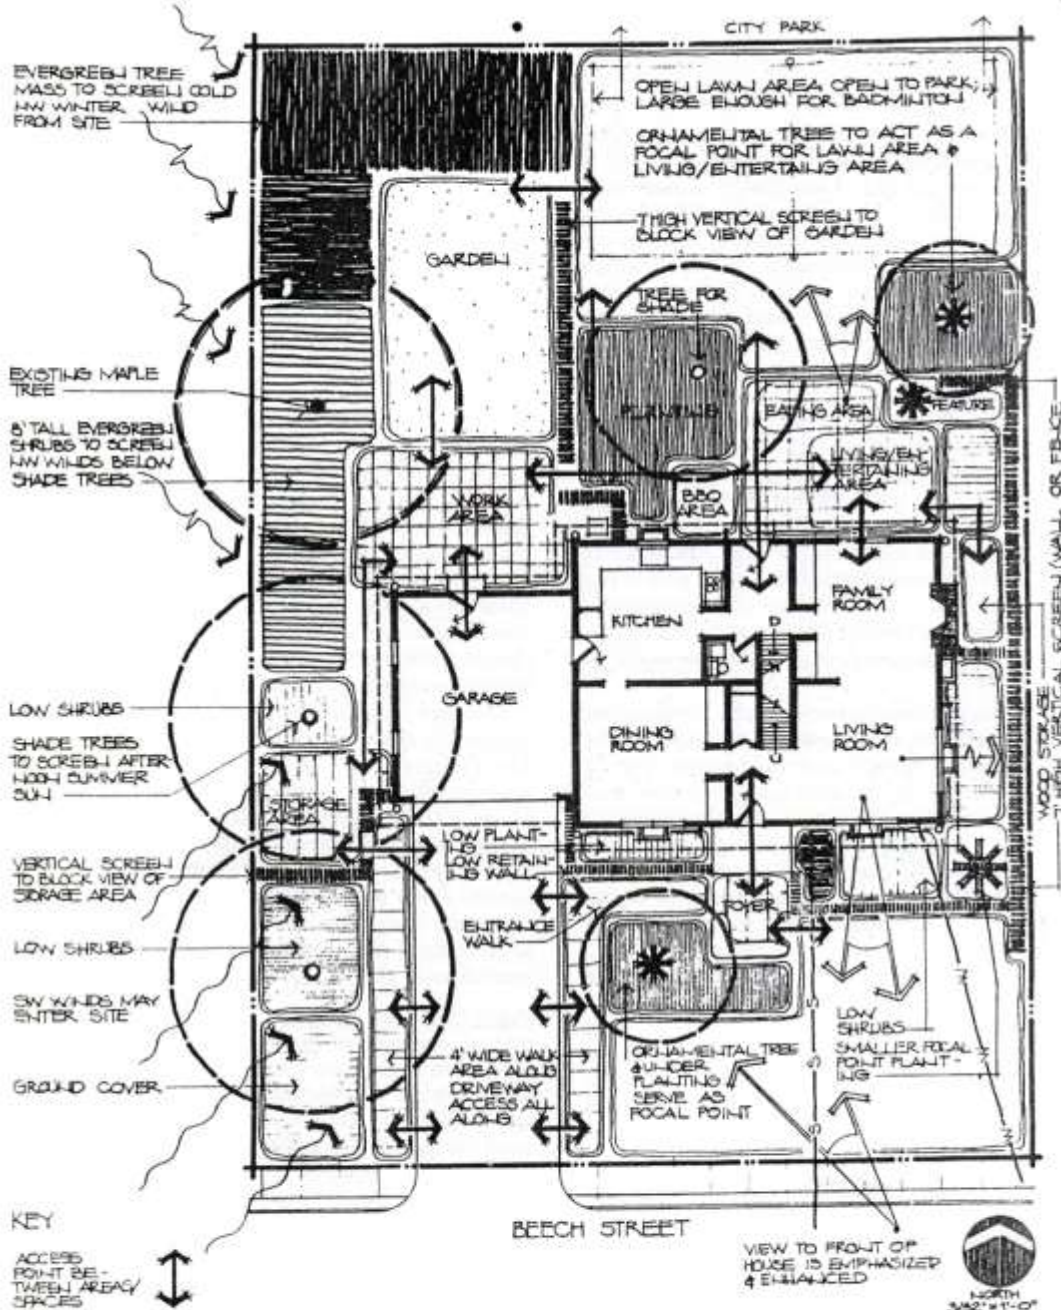 CITY PARK
EVERGREEN TREE
MASS TO SCREEN COLD
NW WINTER WIND
FROM SITE
OPEN LAWN AREA OPEN TO PARK;
LARGE ENOUGH FOR BADMINTON
ORNAMENTAL TREE TO ACT AS A
FOCAL POINT FOR LAWN AREA &
LIVING/ENTERTAING AREA
7' HIGH VERTICAL SCREEN TO
BLOCK VIEW OF GARDEN
GARDEN
TREE FOR
SHADE
EXISTING MAPLE
TREE
PLANTING
EATING AREA
FEATURE
8' TALL EVERGREEN
SHRUBS TO SCREEN
NW WINDS BELOW
SHADE TREES
LIVING/EN-
TERTAINING
AREA
WORK
AREA
BBQ
AREA
FAMILY
ROOM
KITCHEN
D
GARAGE
LOW SHRUBS
DINING
ROOM
LIVING
ROOM
U
SHADE TREES
TO SCREEN AFTER-
NOON SUMMER
SUN
WOOD STORAGE
7' HIGH VERTICAL SCREEN (WALL OR FENCE)
STORAGE
AREA
LOW PLANT-
ING
LOW RETAIN-
ING WALL
VERTICAL SCREEN
TO BLOCK VIEW OF
STORAGE AREA
FOYER
ENTRANCE
WALK
LOW SHRUBS
SW WINDS MAY
ENTER SITE
LOW
SHRUBS
SMALLER FOCAL
POINT PLANT-
ING
GROUND COVER
4' WIDE WALK
AREA ALONG
DRIVEWAY
ACCESS ALL
ALONG
ORNAMENTAL TREE
& UNDER
PLANTING
SERVE AS
FOCAL POINT
S
S
S
N
N
N
KEY
BEECH STREET
ACCESS
POINT BE-
TWEEN AREAS/
SPACES
VIEW TO FRONT OF
HOUSE IS EMPHASIZED
& ENHANCED
NORTH
3/32"=1'-0"